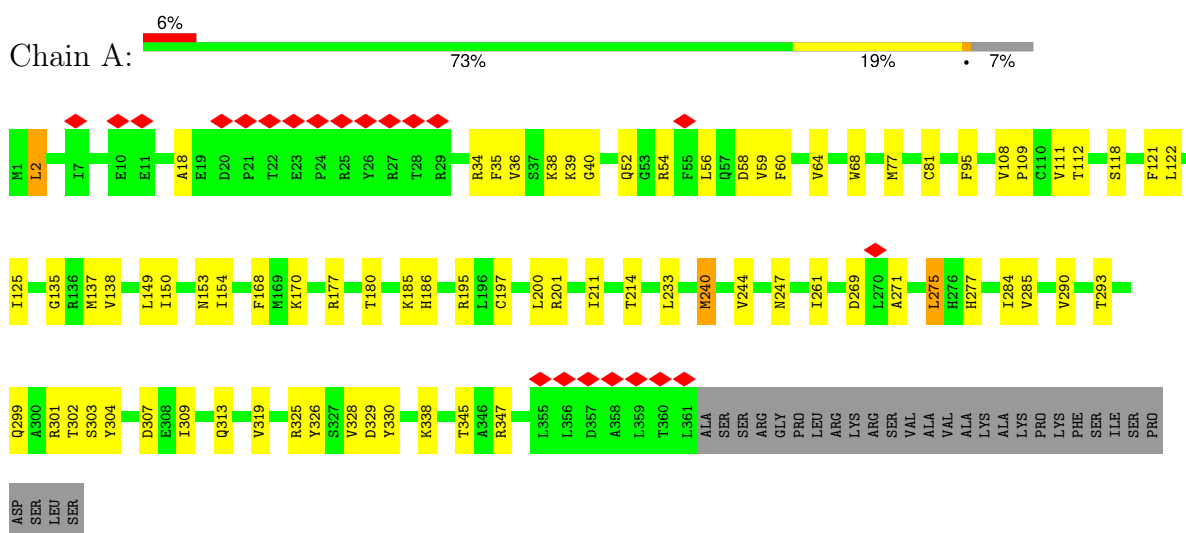 6%
Chain A:
73% 19% • 7%
M1 L2 I7 E10 E11 A18 E19 D20 P21 T22 E23 P24 R25 Y26 R27 T28 R29 R34 F35 V36 S37 K38 K39 G40 Q52 G53 R54 F55 L56 Q57 D58 V59 F60 V64 W68 M77 C81 F95 V108 P109 C110 V111 T112 S118 F121 L122
I125 G135 R136 M137 V138 L149 I150 N153 I154 F168 M169 K170 R177 T180 K185 H186 R195 L196 C197 L200 R201 I211 T214 L233 M240 V244 N247 I261 D269 L270 A271 L275 H276 H277 I284 V285 V290 T293
Q299 A300 R301 T302 S303 Y304 D307 E308 I309 Q313 V319 R325 Y326 S327 V328 D329 Y330 K338 T345 A346 R347 L355 L356 D357 A358 L359 T360 L361 ALA SER SER ARG GLY PRO LEU ARG LYS ARG SER VAL ALA VAL ALA LYS ALA LYS PRO LYS PHE SER ILE SER PRO
ASP SER LEU SER